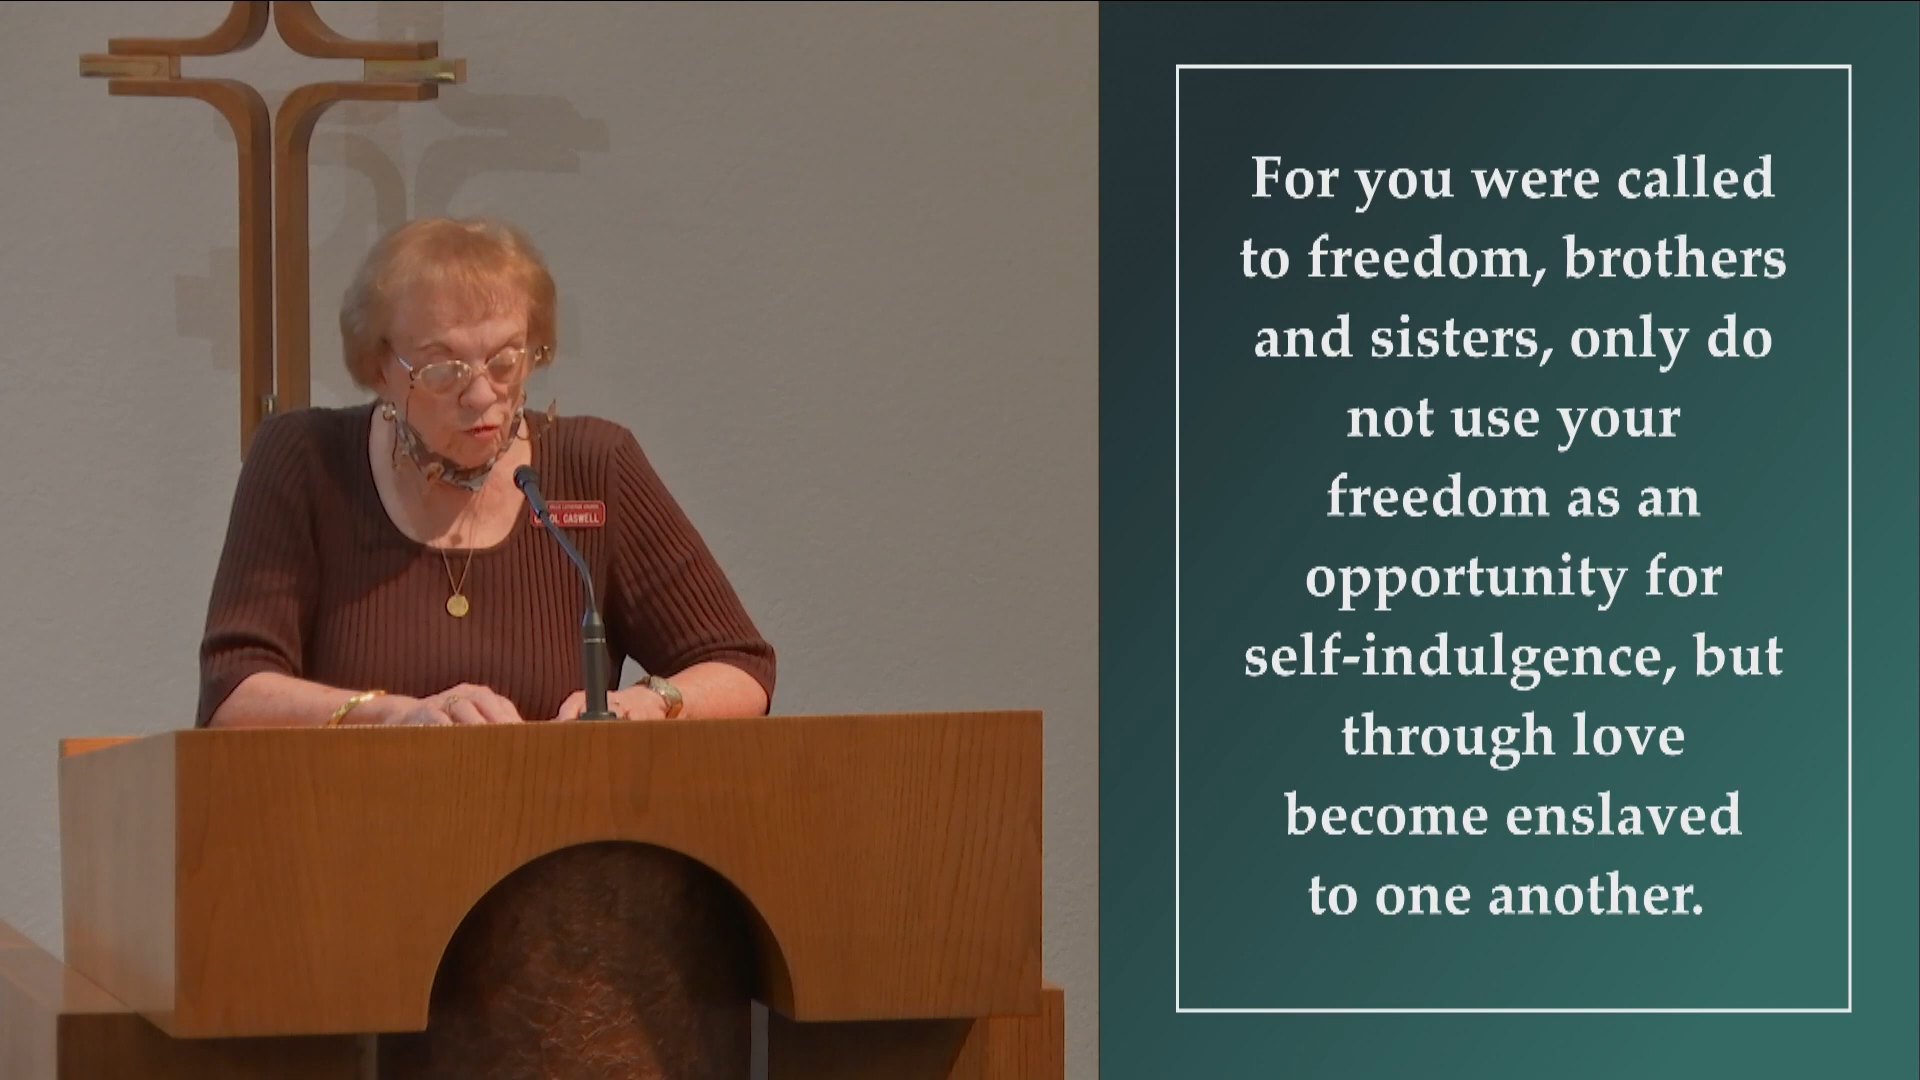 For you were called
to freedom, brothers
and sisters, only do
not use your
freedom as an
opportunity for
self-indulgence, but
through love
become enslaved
to one another.
CASWELL